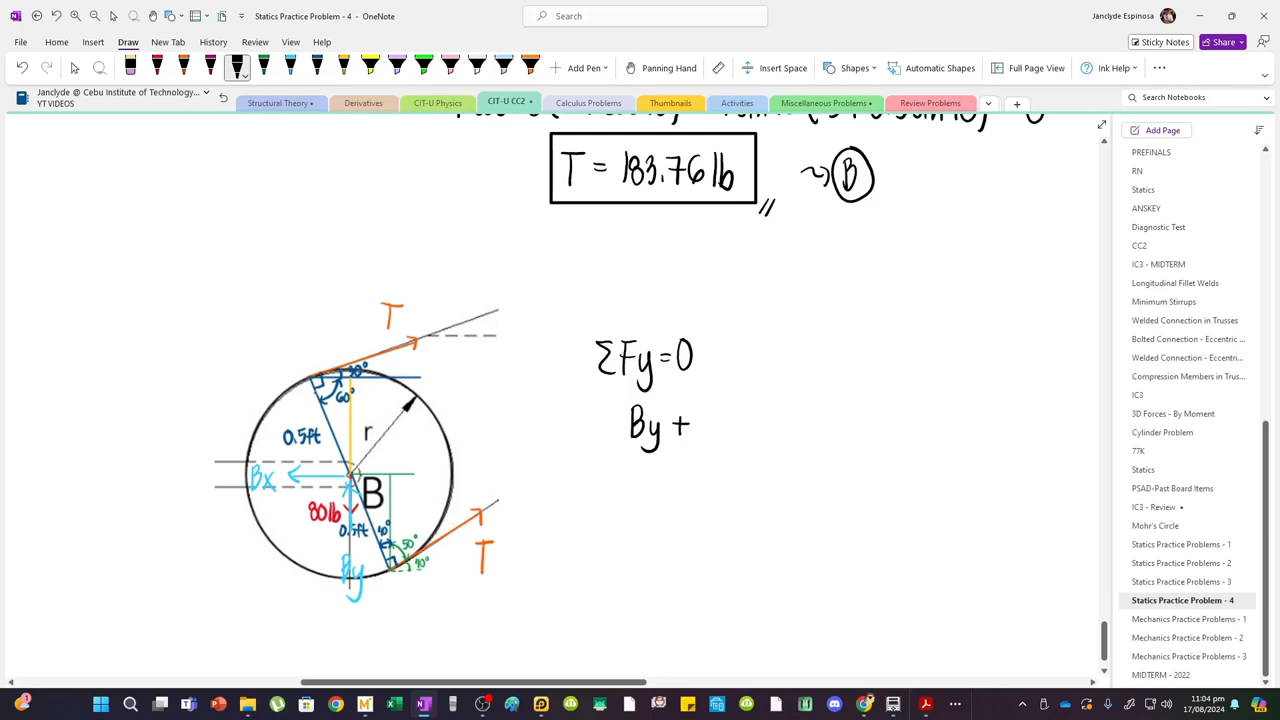 Statics Practice Problem - 4 - OneNote
Search
Janclyde Espinosa
File Home Insert Draw New Tab History Review View Help
Sticky Notes Share
Add Pen Panning Hand Insert Space Shapes Automatic Shapes Full Page View Ink Help
Janclyde @ Cebu Institute of Technology...
YT VIDEOS
Structural Theory Derivatives CIT-U Physics CIT-U CC2 Calculus Problems Thumbnails Activities Miscellaneous Problems Review Problems
Search Notebooks
Add Page
PREFINALS
RN
Statics
ANSKEY
Diagnostic Test
CC2
IC3 - MIDTERM
Longitudinal Fillet Welds
Minimum Stirrups
Welded Connection in Trusses
Bolted Connection - Eccentric ...
Welded Connection - Eccentri...
Compression Members in Trus...
IC3
3D Forces - By Moment
Cylinder Problem
77K
Statics
PSAD-Past Board Items
IC3 - Review
Mohr's Circle
Statics Practice Problems - 1
Statics Practice Problems - 2
Statics Practice Problems - 3
Statics Practice Problem - 4
Mechanics Practice Problems - 1
Mechanics Practice Problem - 2
Mechanics Practice Problems - 3
MIDTERM - 2022
T = 183.76 lb
B
T
60°
0.5ft
r
Bx
B
80lb
0.5ft
50°
By
T
ΣFy=0
By +
11:04 pm
17/08/2024